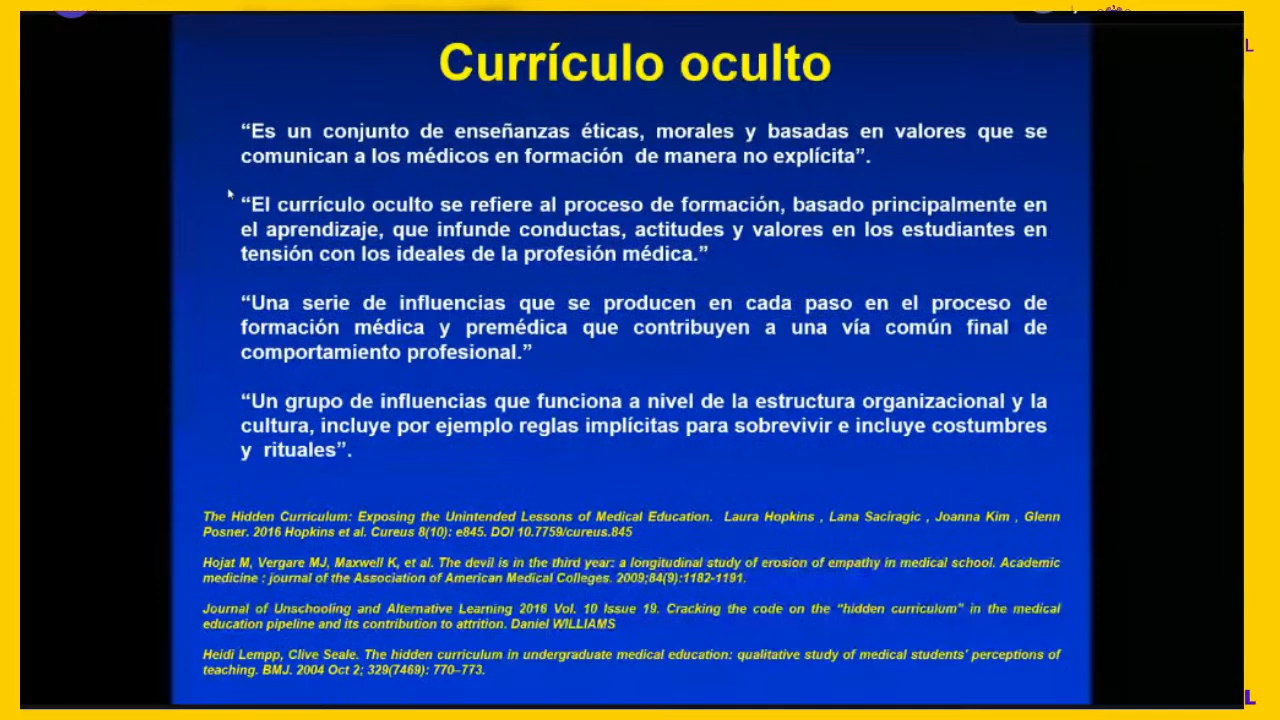 Currículo oculto
“Es un conjunto de enseñanzas éticas, morales y basadas en valores que se
comunican a los médicos en formación de manera no explícita”.
“El currículo oculto se refiere al proceso de formación, basado principalmente en
el aprendizaje, que infunde conductas, actitudes y valores en los estudiantes en
tensión con los ideales de la profesión médica.”
“Una serie de influencias que se producen en cada paso en el proceso de
formación médica y premédica que contribuyen a una vía común final de
comportamiento profesional.”
“Un grupo de influencias que funciona a nivel de la estructura organizacional y la
cultura, incluye por ejemplo reglas implícitas para sobrevivir e incluye costumbres
y rituales”.
The Hidden Curriculum: Exposing the Unintended Lessons of Medical Education. Laura Hopkins , Lana Saciragic , Joanna Kim , Glenn
Posner. 2016 Hopkins et al. Cureus 8(10): e845. DOI 10.7759/cureus.845
Hojat M, Vergare MJ, Maxwell K, et al. The devil is in the third year: a longitudinal study of erosion of empathy in medical school. Academic
medicine : journal of the Association of American Medical Colleges. 2009;84(9):1182-1191.
Journal of Unschooling and Alternative Learning 2016 Vol. 10 Issue 19. Cracking the code on the “hidden curriculum” in the medical
education pipeline and its contribution to attrition. Daniel WILLIAMS
Heidi Lempp, Clive Seale. The hidden curriculum in undergraduate medical education: qualitative study of medical students’ perceptions of
teaching. BMJ. 2004 Oct 2; 329(7469): 770–773.
L
L